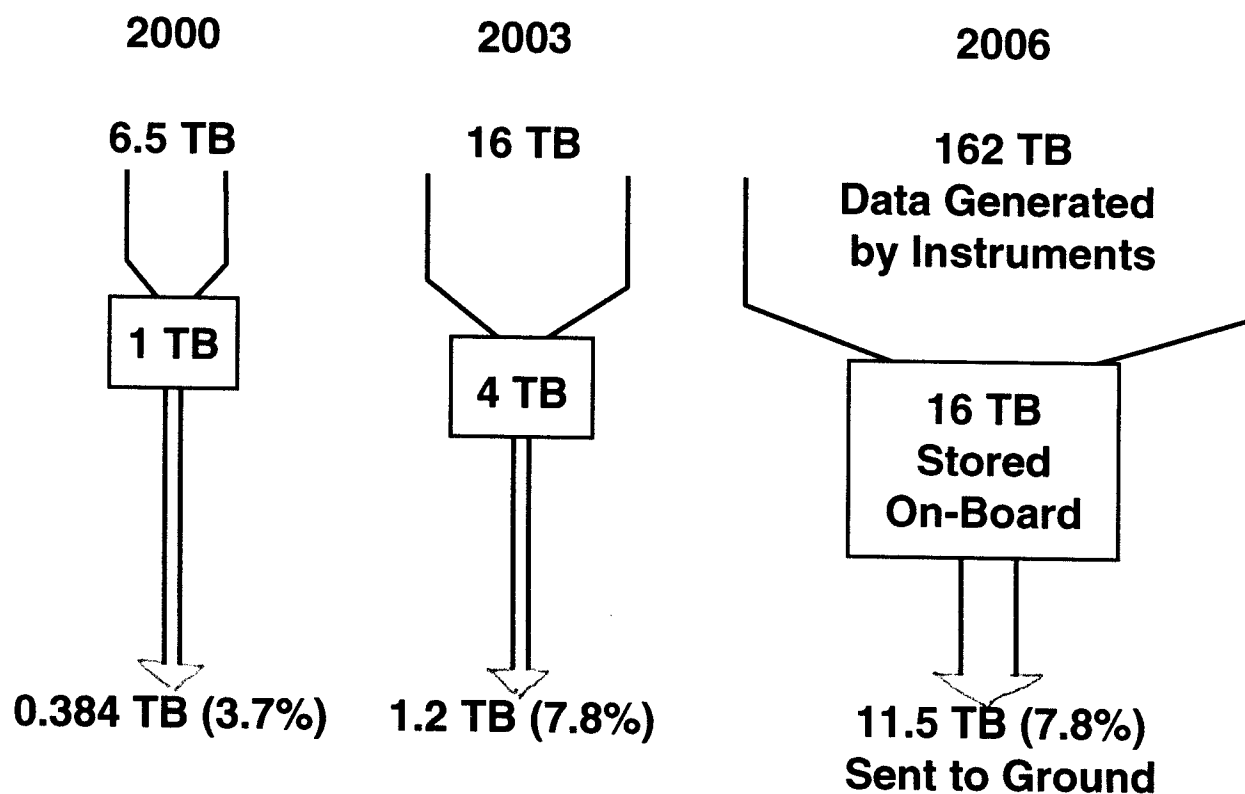 2000
6.5 TB
1 TB
0.384 TB (3.7%)
2003
16 TB
4 TB
1.2 TB (7.8%)
2006
162 TB
Data Generated
by Instruments
16 TB
Stored
On-Board
11.5 TB (7.8%)
Sent to Ground